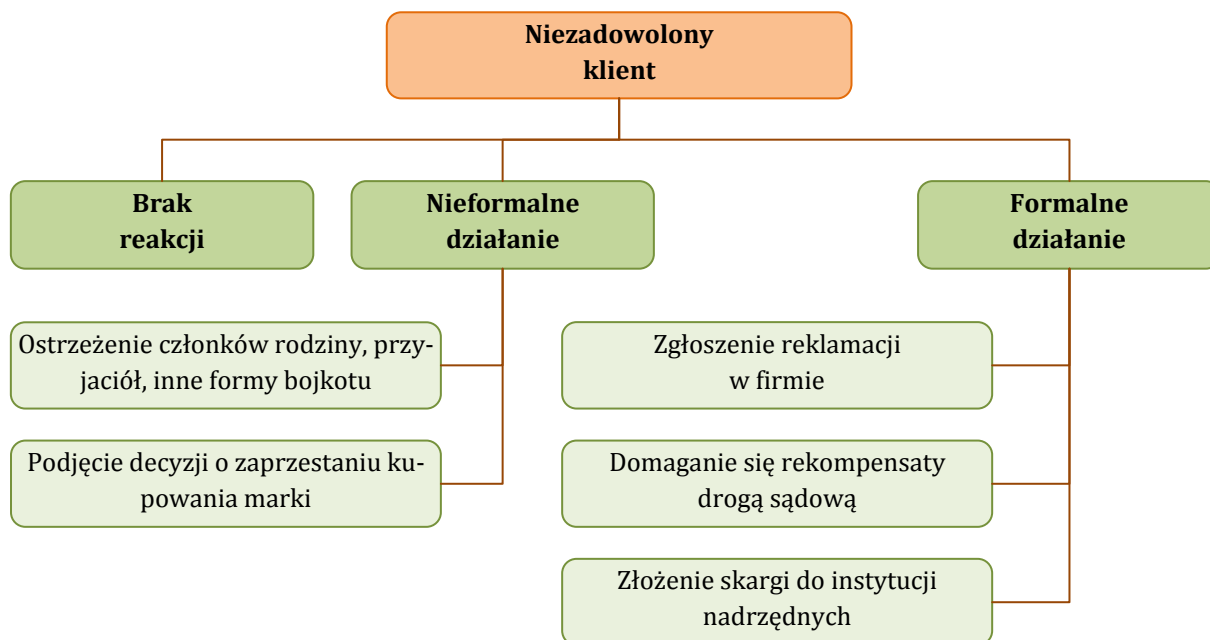 Niezadowolony
klient
Brak
reakcji
Nieformalne
działanie
Formalne
działanie
Ostrzeżenie członków rodziny, przy-
jaciół, inne formy bojkotu
Podjęcie decyzji o zaprzestaniu ku-
powania marki
Zgłoszenie reklamacji
w firmie
Domaganie się rekompensaty
drogą sądową
Złożenie skargi do instytucji
nadrzędnych